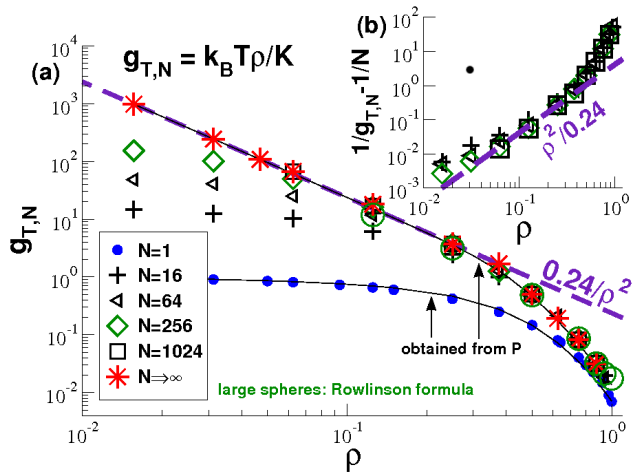 (a)
g_{T,N} = k_B Tρ/K
g_{T,N}
10^4
10^3
10^2
10^1
10^0
10^-1
10^-2
N=1
N=16
N=64
N=256
N=1024
N⇒∞
0.24/ρ^2
obtained from P
large spheres: Rowlinson formula
10^-2
10^-1
10^0
ρ
(b)
1/g_{T,N}-1/N
10^2
10^1
10^0
10^-1
10^-2
10^-3
ρ^2/0.24
10^-2
10^-1
10^0
ρ